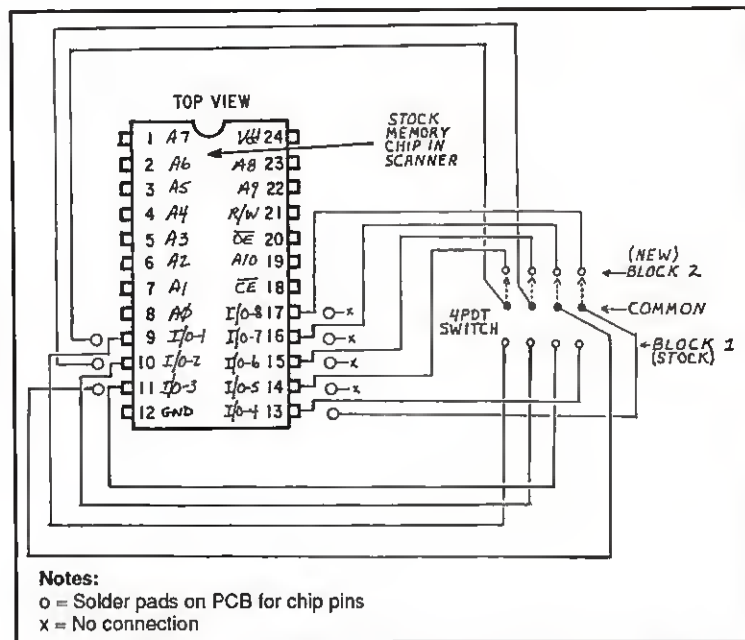 TOP VIEW
STOCK
MEMORY
CHIP IN
SCANNER
1 A7 24
2 A6 A8 23
3 A5 A9 22
4 A4 R/W 21
5 A3 OE 20
6 A2 A10 19
7 A1 CE 18
8 AØ I/O-8 17 x
9 I/O-1 I/O-7 16 x
10 I/O-2 I/O-6 15 x
11 I/O-3 I/O-5 14 x
12 GND I/O-4 13
(NEW)
BLOCK 2
4PDT
SWITCH
COMMON
BLOCK 1
(STOCK)
Notes:
o = Solder pads on PCB for chip pins
x = No connection